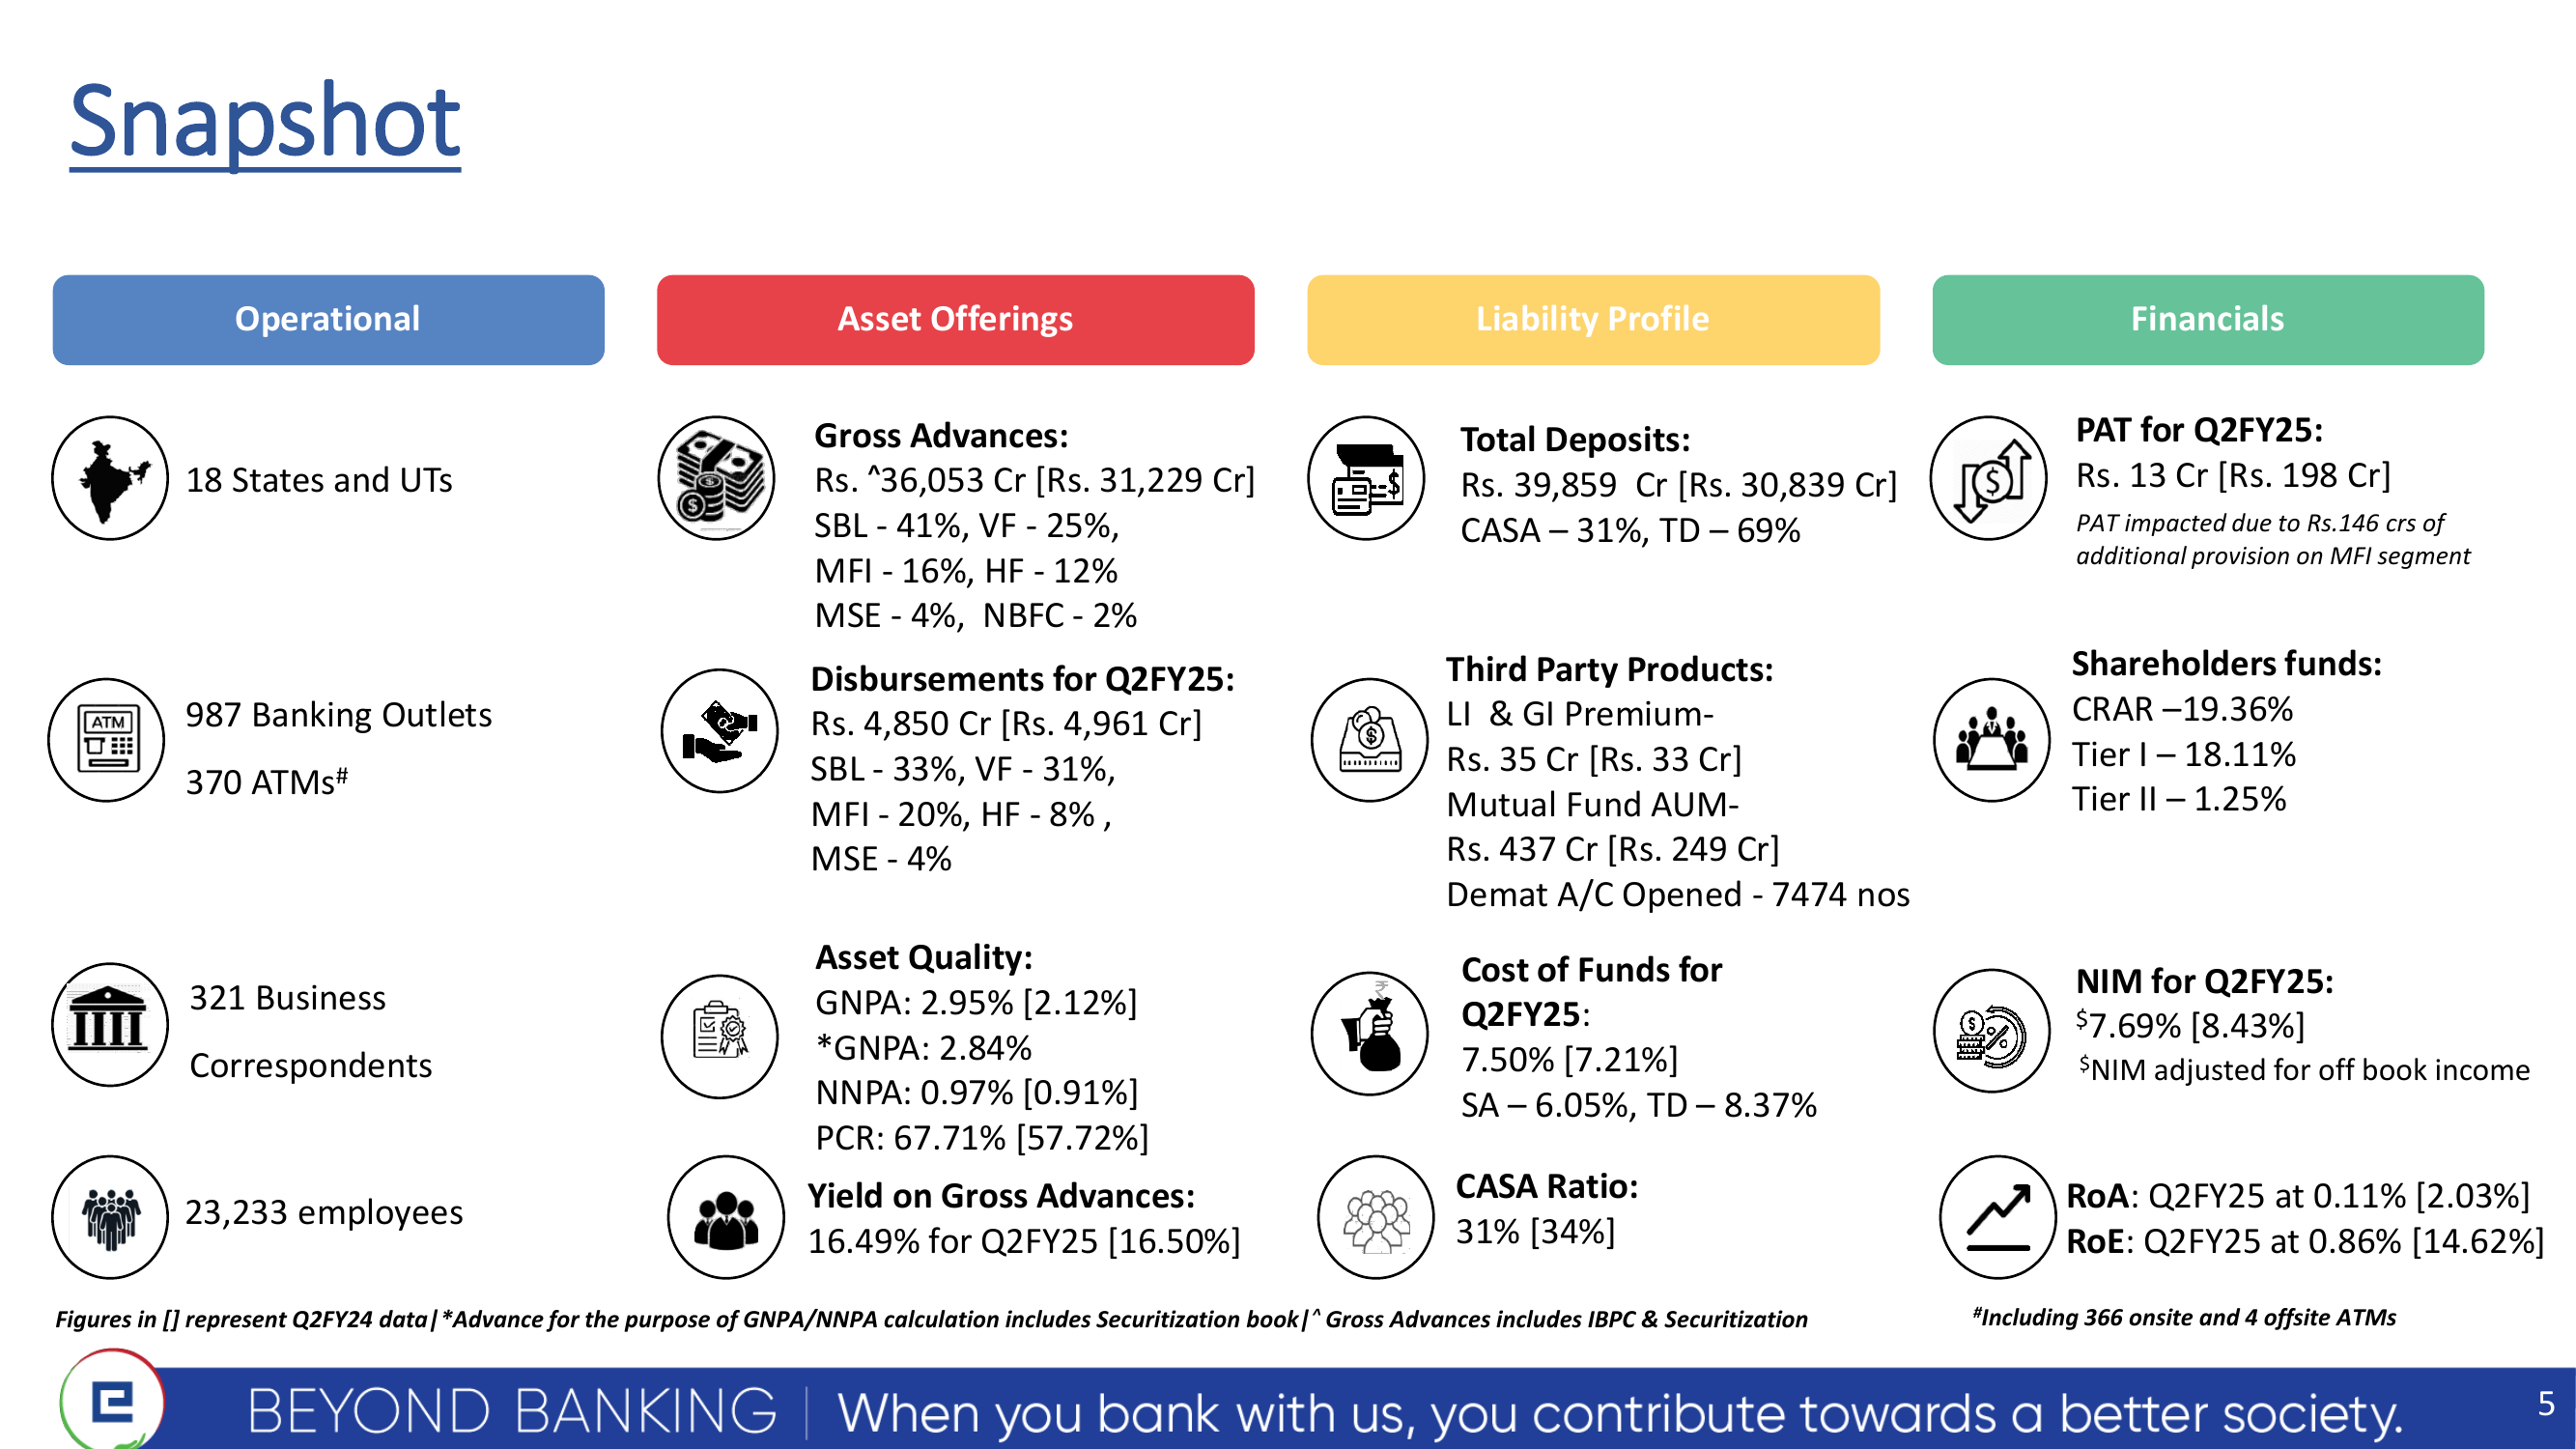 Snapshot
Operational
18 States and UTs
987 Banking Outlets
370 ATMs#
321 Business
Correspondents
23,233 employees
Asset Offerings
Gross Advances:
Rs. ^36,053 Cr [Rs. 31,229 Cr]
SBL - 41%, VF - 25%,
MFI - 16%, HF - 12%
MSE - 4%, NBFC - 2%
Disbursements for Q2FY25:
Rs. 4,850 Cr [Rs. 4,961 Cr]
SBL - 33%, VF - 31%,
MFI - 20%, HF - 8% ,
MSE - 4%
Asset Quality:
GNPA: 2.95% [2.12%]
*GNPA: 2.84%
NNPA: 0.97% [0.91%]
PCR: 67.71% [57.72%]
Yield on Gross Advances:
16.49% for Q2FY25 [16.50%]
Liability Profile
Total Deposits:
Rs. 39,859 Cr [Rs. 30,839 Cr]
CASA – 31%, TD – 69%
Third Party Products:
LI & GI Premium-
Rs. 35 Cr [Rs. 33 Cr]
Mutual Fund AUM-
Rs. 437 Cr [Rs. 249 Cr]
Demat A/C Opened - 7474 nos
Cost of Funds for
Q2FY25:
7.50% [7.21%]
SA – 6.05%, TD – 8.37%
CASA Ratio:
31% [34%]
Financials
PAT for Q2FY25:
Rs. 13 Cr [Rs. 198 Cr]
PAT impacted due to Rs.146 crs of
additional provision on MFI segment
Shareholders funds:
CRAR –19.36%
Tier I – 18.11%
Tier II – 1.25%
NIM for Q2FY25:
$7.69% [8.43%]
$NIM adjusted for off book income
RoA: Q2FY25 at 0.11% [2.03%]
RoE: Q2FY25 at 0.86% [14.62%]
ATM
Figures in [] represent Q2FY24 data|*Advance for the purpose of GNPA/NNPA calculation includes Securitization book|^ Gross Advances includes IBPC & Securitization
#Including 366 onsite and 4 offsite ATMs
BEYOND BANKING | When you bank with us, you contribute towards a better society.
5